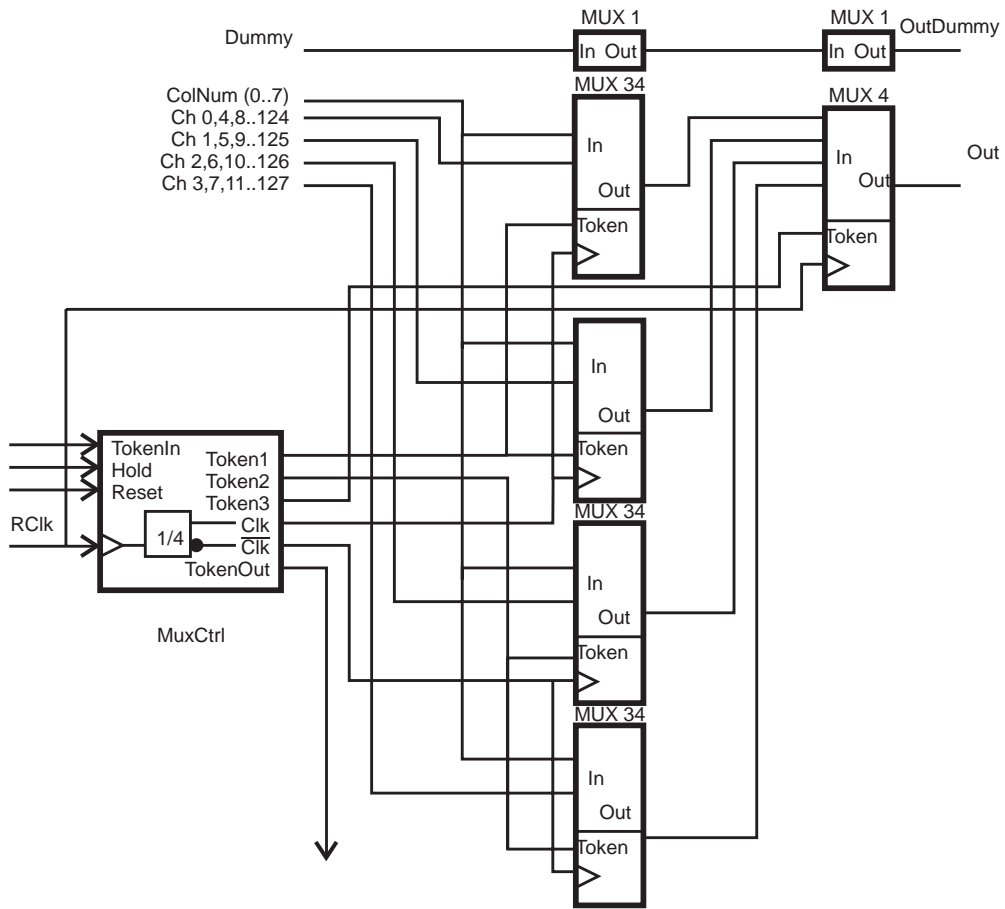 MUX 1
MUX 1
Dummy
In Out
In Out
OutDummy
MUX 34
MUX 4
ColNum (0..7)
Ch 0,4,8..124
Ch 1,5,9..125
Ch 2,6,10..126
Ch 3,7,11..127
In
Out
Token
In
Out
Token
Out
In
Out
Token
MUX 34
In
Out
Token
MUX 34
In
Out
Token
TokenIn
Hold
Reset
RClk
1/4
Token1
Token2
Token3
Clk
Clk
TokenOut
MuxCtrl